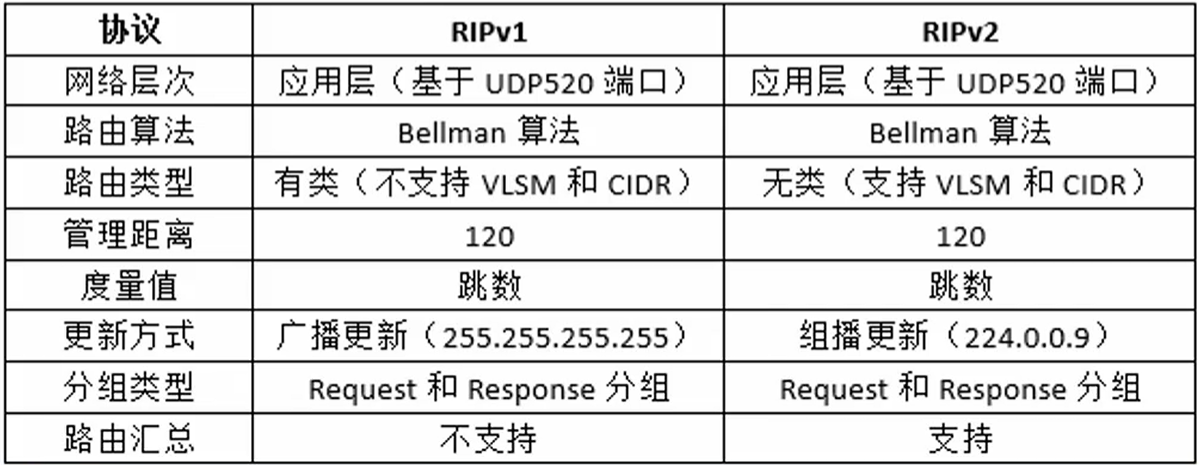 协议 RIPv1 RIPv2
网络层次 应用层（基于 UDP520 端口） 应用层（基于 UDP520 端口）
路由算法 Bellman 算法 Bellman 算法
路由类型 有类（不支持 VLSM 和 CIDR） 无类（支持 VLSM 和 CIDR）
管理距离 120 120
度量值 跳数 跳数
更新方式 广播更新（255.255.255.255） 组播更新（224.0.0.9）
分组类型 Request 和 Response 分组 Request 和 Response 分组
路由汇总 不支持 支持